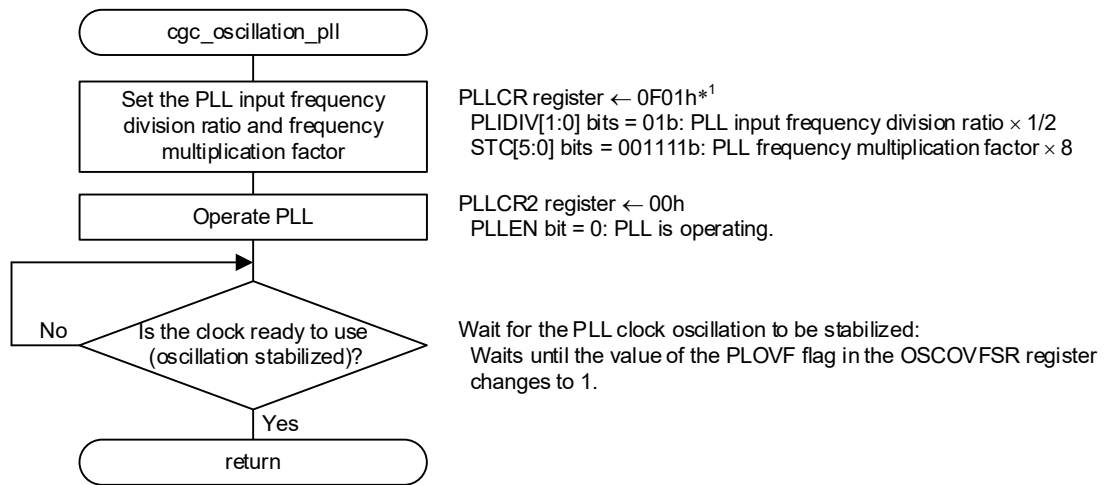 cgc_oscillation_pll
Set the PLL input frequency
division ratio and frequency
multiplication factor
PLLCR register ← 0F01h*1
PLIDIV[1:0] bits = 01b: PLL input frequency division ratio × 1/2
STC[5:0] bits = 001111b: PLL frequency multiplication factor × 8
Operate PLL
PLLCR2 register ← 00h
PLLEN bit = 0: PLL is operating.
No
Is the clock ready to use
(oscillation stabilized)?
Wait for the PLL clock oscillation to be stabilized:
Waits until the value of the PLOVF flag in the OSCOVFSR register
changes to 1.
Yes
return